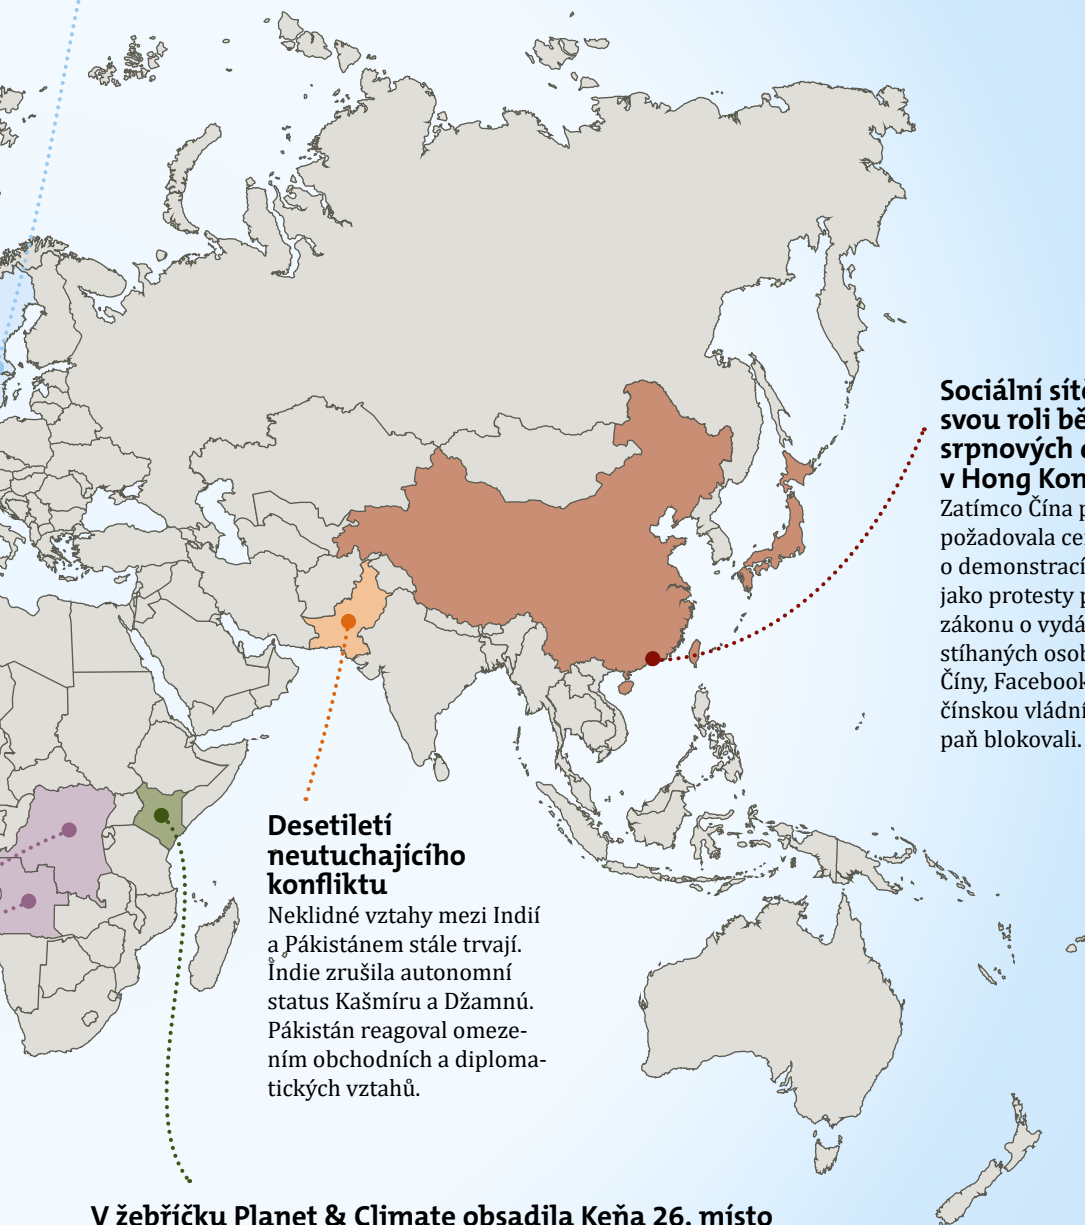 Sociální sítě
svou roli bě
srpnových d
v Hong Kon
Zatímco Čína p
požadovala ce
o demonstrací
jako protesty p
zákonu o vydá
stíhaných osob
Číny, Facebook
čínskou vládní
paň blokovali.
Desetiletí
neutuchajícího
konfliktu
Neklidné vztahy mezi Indií
a Pákistánem stále trvají.
Indie zrušila autonomní
status Kašmíru a Džamnú.
Pákistán reagoval omeze-
ním obchodních a diploma-
tických vztahů.
V žebříčku Planet & Climate obsadila Keňa 26. místo